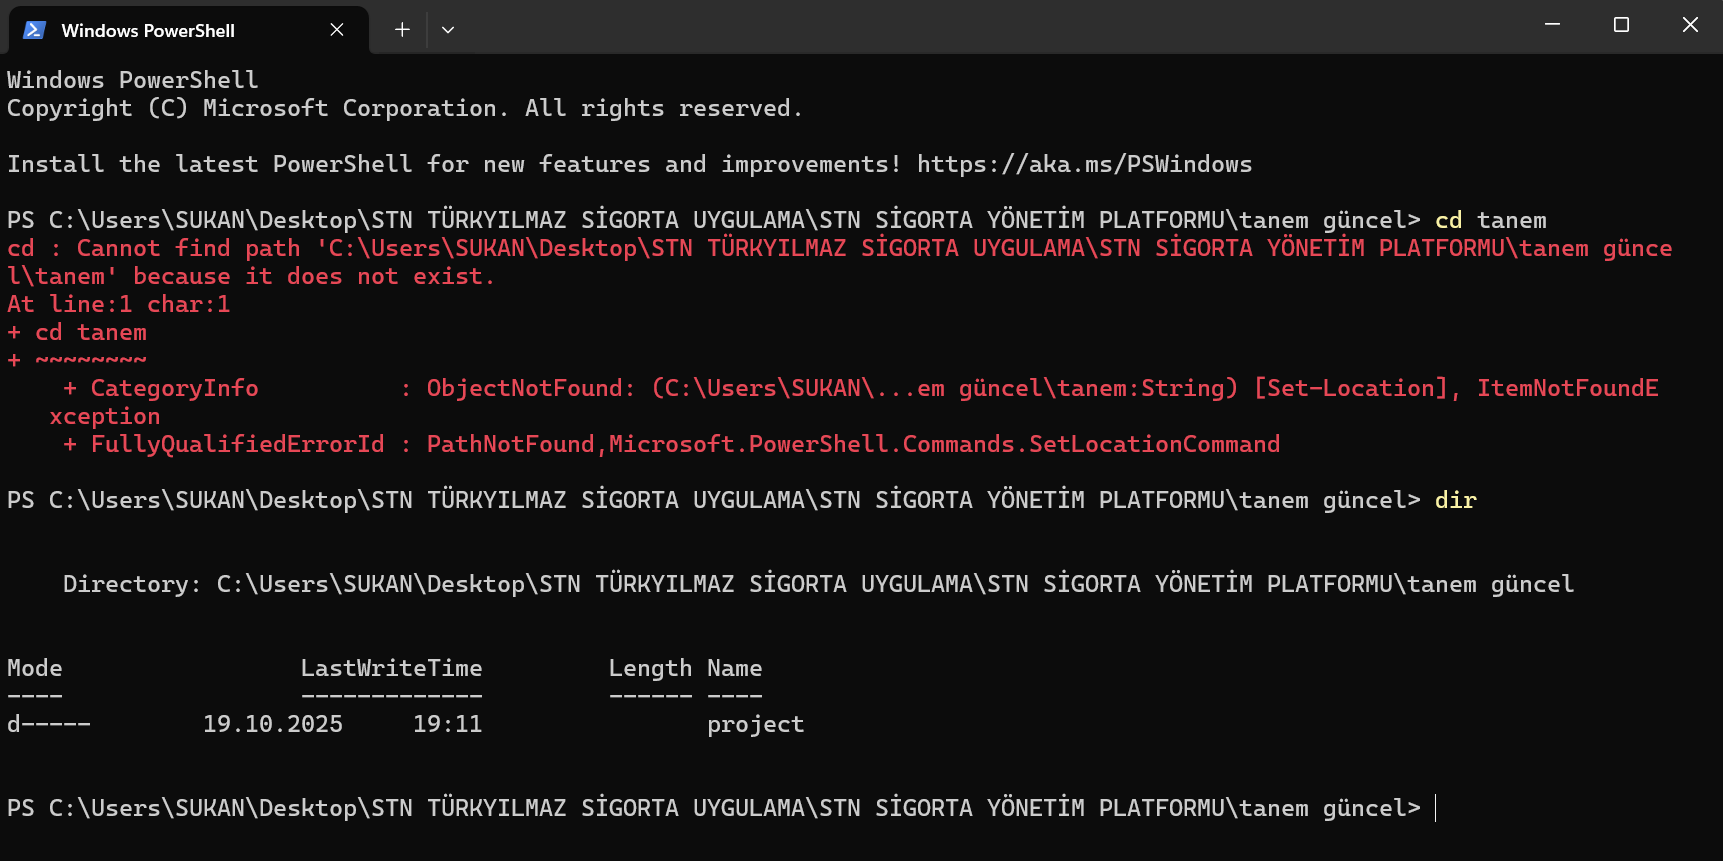 Windows PowerShell
Windows PowerShell
Copyright (C) Microsoft Corporation. All rights reserved.
Install the latest PowerShell for new features and improvements! https://aka.ms/PSWindows
PS C:\Users\SUKAN\Desktop\STN TÜRKYILMAZ SİGORTA UYGULAMA\STN SİGORTA YÖNETİM PLATFORMU\tanem güncel> cd tanem
cd : Cannot find path 'C:\Users\SUKAN\Desktop\STN TÜRKYILMAZ SİGORTA UYGULAMA\STN SİGORTA YÖNETİM PLATFORMU\tanem günce
l\tanem' because it does not exist.
At line:1 char:1
+ cd tanem
+ ~~~~~~~~
    + CategoryInfo          : ObjectNotFound: (C:\Users\SUKAN\...em güncel\tanem:String) [Set-Location], ItemNotFoundE
   xception
    + FullyQualifiedErrorId : PathNotFound,Microsoft.PowerShell.Commands.SetLocationCommand
PS C:\Users\SUKAN\Desktop\STN TÜRKYILMAZ SİGORTA UYGULAMA\STN SİGORTA YÖNETİM PLATFORMU\tanem güncel> dir
    Directory: C:\Users\SUKAN\Desktop\STN TÜRKYILMAZ SİGORTA UYGULAMA\STN SİGORTA YÖNETİM PLATFORMU\tanem güncel
Mode                 LastWriteTime         Length Name
----                 -------------         ------ ----
d-----        19.10.2025     19:11                project
PS C:\Users\SUKAN\Desktop\STN TÜRKYILMAZ SİGORTA UYGULAMA\STN SİGORTA YÖNETİM PLATFORMU\tanem güncel>